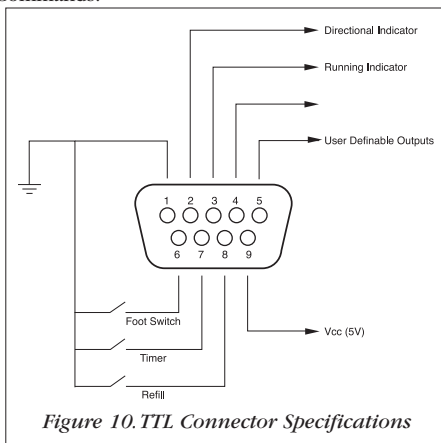 commands.
Directional Indicator
Running Indicator
User Definable Outputs
1 2 3 4 5
6 7 8 9
Foot Switch
Timer
Refill
Vcc (5V)
Figure 10. TTL Connector Specifications